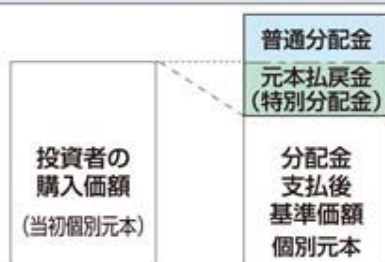 普通分配金
元本払戻金
(特別分配金)
投資者の
購入価額
(当初個別元本)
分配金
支払後
基準価額
個別元本